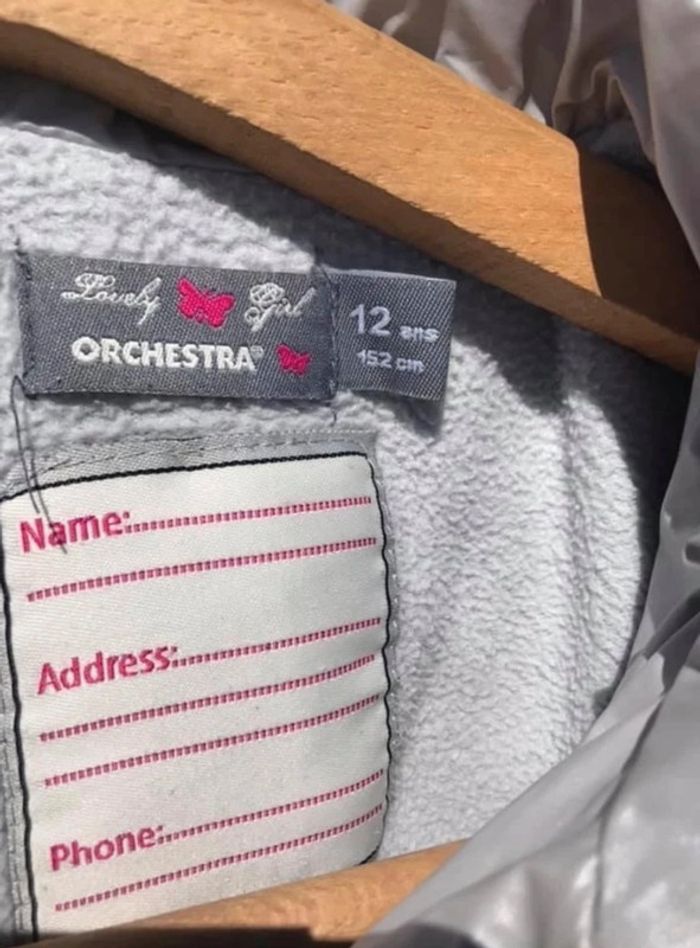 Lovely Girl
ORCHESTRA®
12 ans
152 cm
Name:
Address:
Phone: